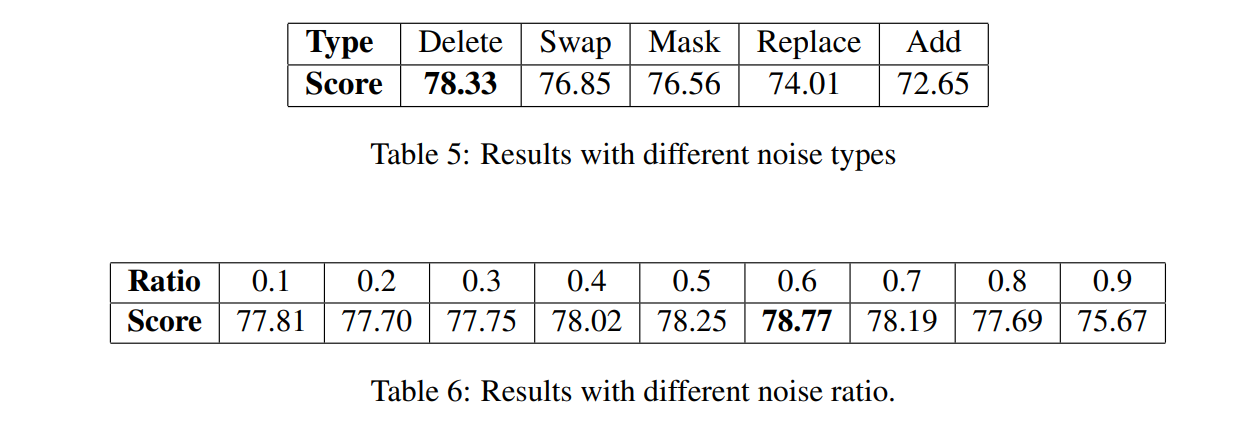 Type Delete Swap Mask Replace Add
Score 78.33 76.85 76.56 74.01 72.65
Table 5: Results with different noise types
Ratio 0.1 0.2 0.3 0.4 0.5 0.6 0.7 0.8 0.9
Score 77.81 77.70 77.75 78.02 78.25 78.77 78.19 77.69 75.67
Table 6: Results with different noise ratio.